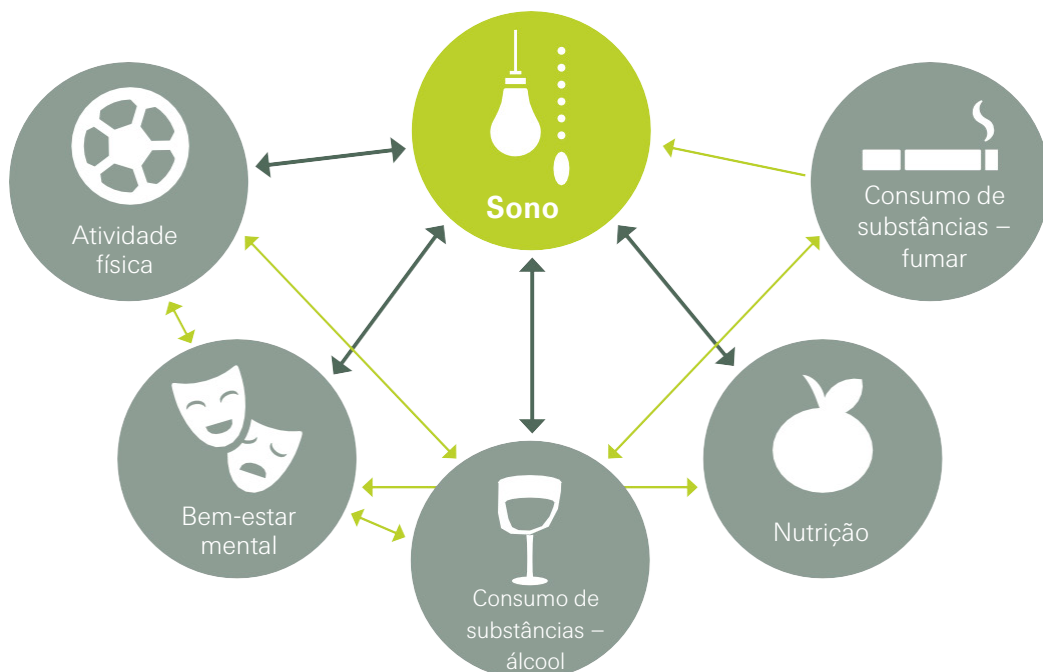 Sono
Atividade
física
Consumo de
substâncias –
fumar
Bem-estar
mental
Consumo de
substâncias –
álcool
Nutrição